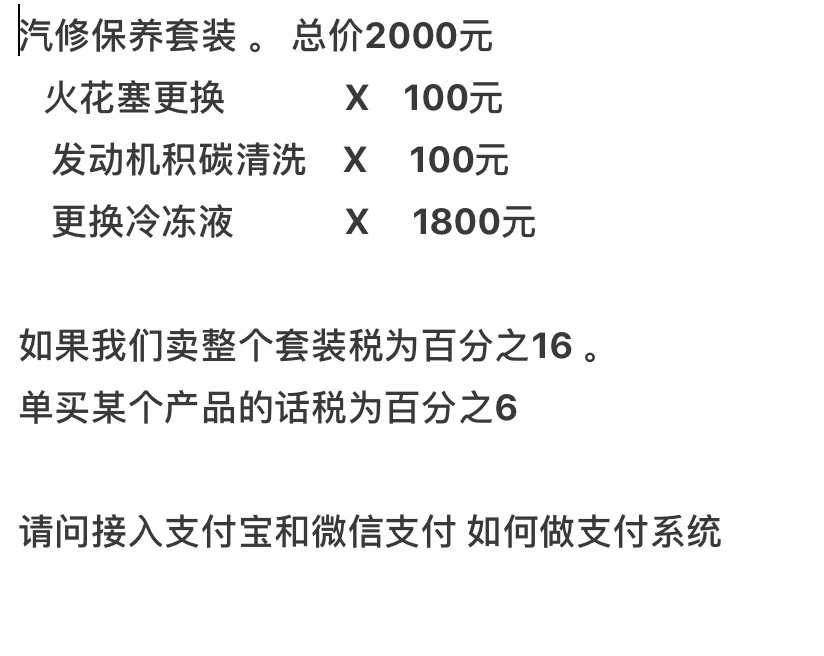 汽修保养套装 。 总价2000元
火花塞更换 X 100元
发动机积碳清洗 X 100元
更换冷冻液 X 1800元
如果我们卖整个套装税为百分之16 。
单买某个产品的话税为百分之6
请问接入支付宝和微信支付 如何做支付系统